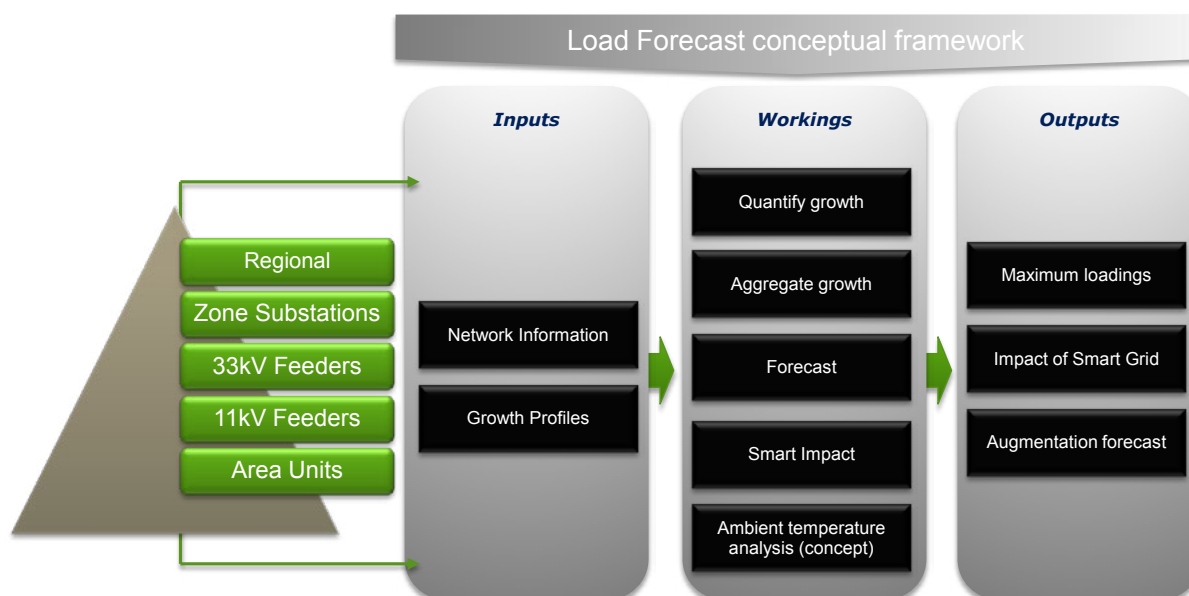 Load Forecast conceptual framework
Inputs
Workings
Outputs
Regional
Zone Substations
33kV Feeders
11kV Feeders
Area Units
Network Information
Growth Profiles
Quantify growth
Aggregate growth
Forecast
Smart Impact
Ambient temperature
analysis (concept)
Maximum loadings
Impact of Smart Grid
Augmentation forecast